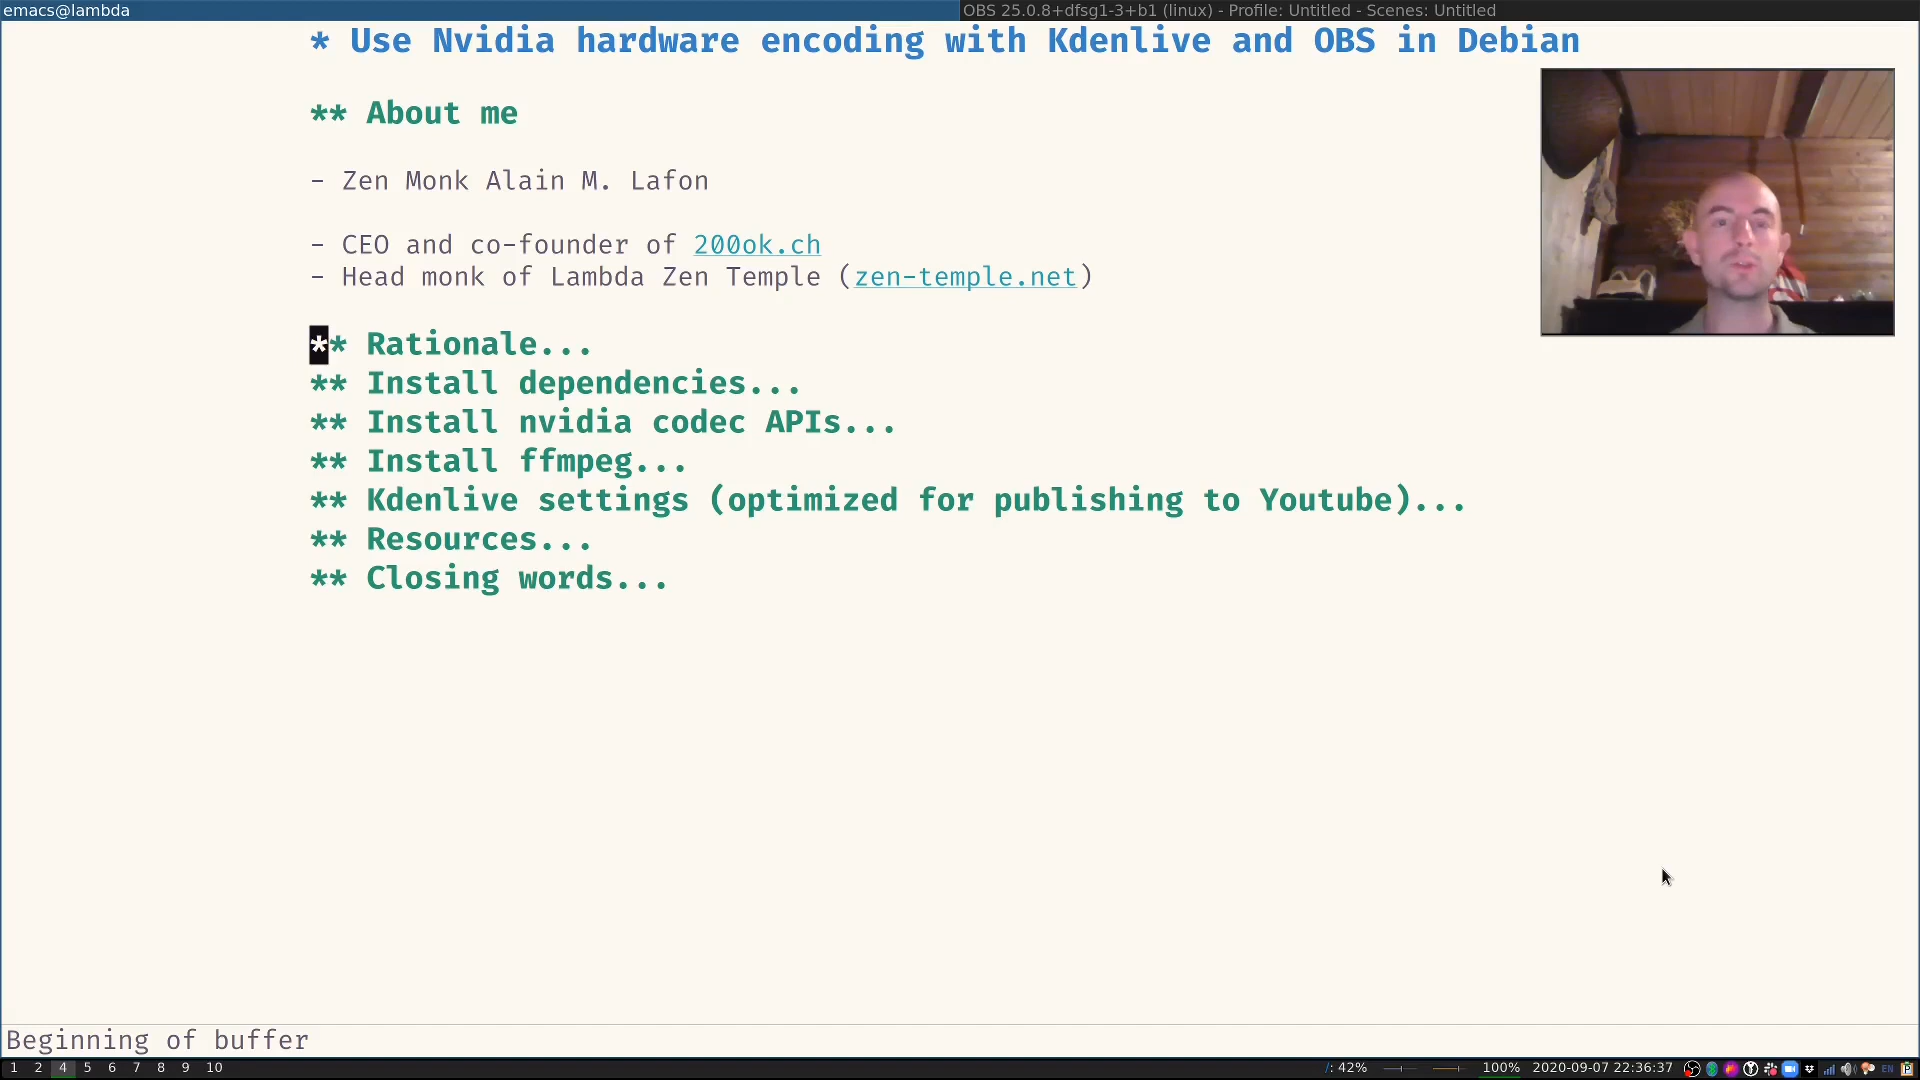 emacs@lambda
OBS 25.0.8+dfsg1-3+b1 (linux) - Profile: Untitled - Scenes: Untitled
* Use Nvidia hardware encoding with Kdenlive and OBS in Debian
** About me
- Zen Monk Alain M. Lafon
- CEO and co-founder of 200ok.ch
- Head monk of Lambda Zen Temple (zen-temple.net)
** Rationale...
** Install dependencies...
** Install nvidia codec APIs...
** Install ffmpeg...
** Kdenlive settings (optimized for publishing to Youtube)...
** Resources...
** Closing words...
Beginning of buffer
1 2 4 5 6 7 8 9 10 /: 42% 100% 2020-09-07 22:36:37 EN